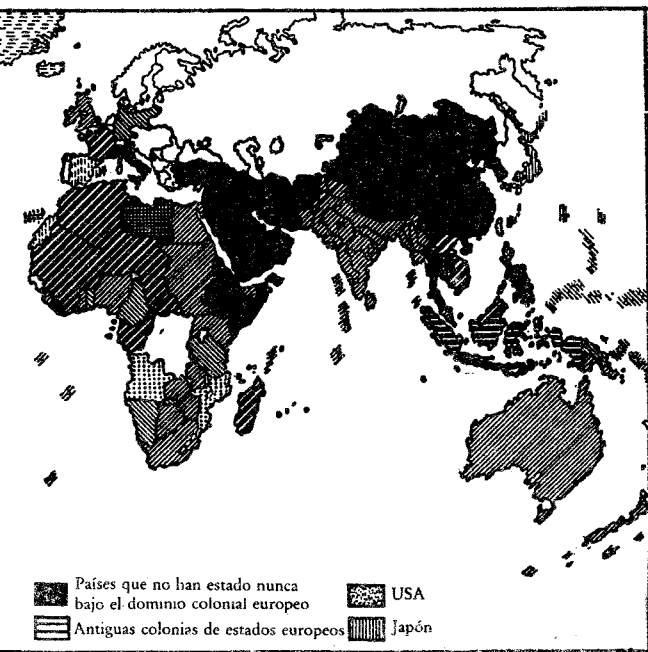 Países que no han estado nunca
bajo el dominio colonial europeo
Antiguas colonias de estados europeos
USA
Japón